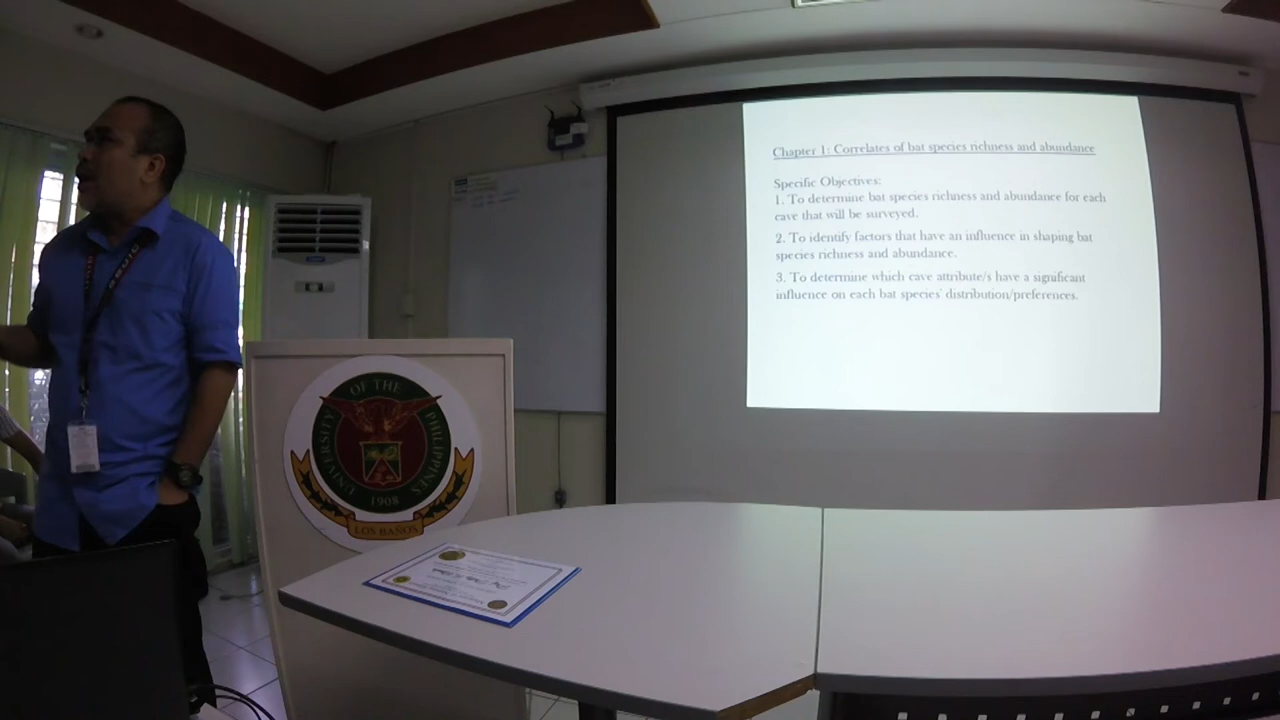 Chapter 1: Correlates of bat species richness and abundance
Specific Objectives:
1. To determine bat species richness and abundance for each
cave that will be surveyed.
2. To identify factors that have an influence in shaping bat
species richness and abundance.
3. To determine which cave attribute/s have a significant
influence on each bat species' distribution/preferences.
UNIVERSITY OF THE PHILIPPINES
1908
LOS BAÑOS